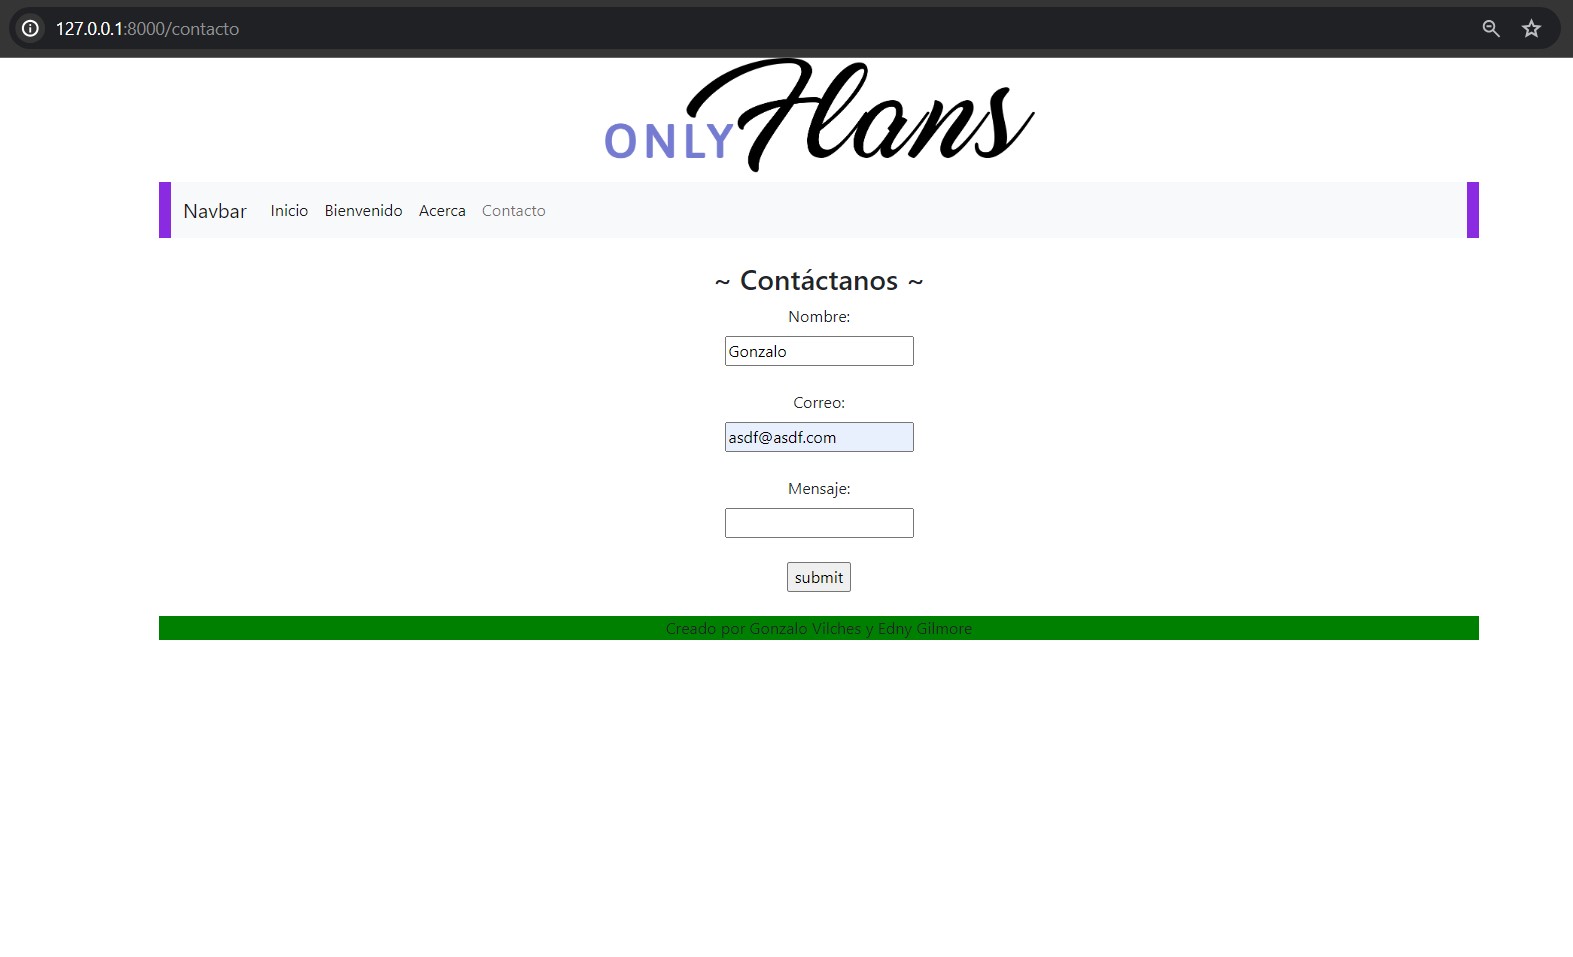 127.0.0.1:8000/contacto
ONLY Flans
Navbar Inicio Bienvenido Acerca Contacto
~ Contáctanos ~
Nombre:
Gonzalo
Correo:
asdf@asdf.com
Mensaje:
submit
Creado por Gonzalo Vilches y Edny Gilmore